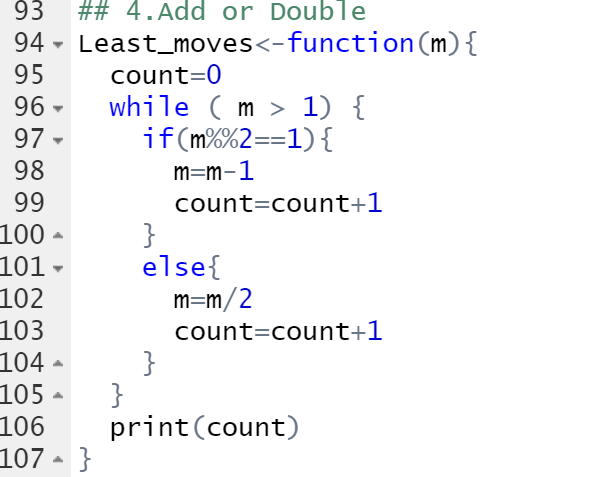 93 ## 4.Add or Double
94 Least_moves<-function(m){
95   count=0
96   while ( m > 1) {
97     if(m%%2==1){
98       m=m-1
99       count=count+1
100     }
101     else{
102       m=m/2
103       count=count+1
104     }
105   }
106   print(count)
107 }